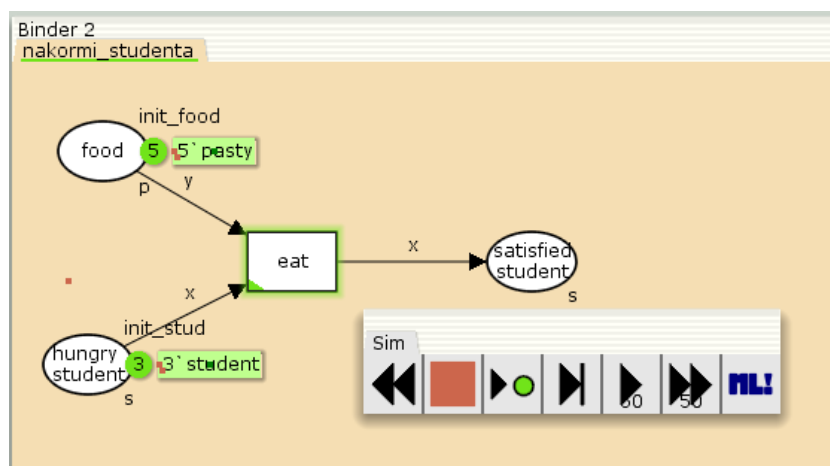 Binder 2
nakormi_studenta
init_food
food
5
5`pasty
p
y
eat
x
satisfied
student
s
x
init_stud
hungry
student
3
3`student
s
Sim
50
50
ML!